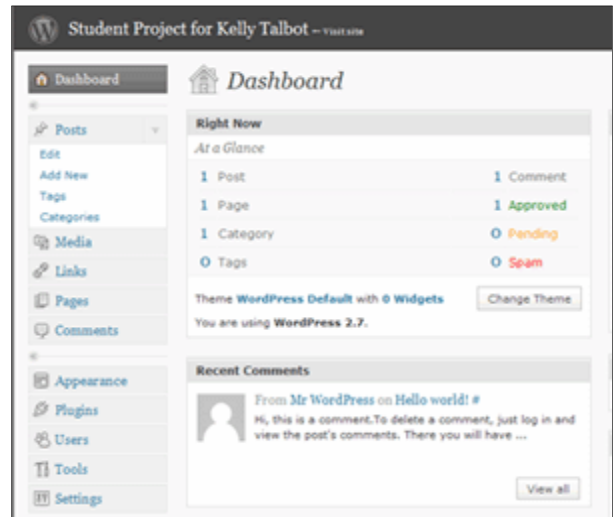 Student Project for Kelly Talbot – Visit site
Dashboard
Posts
Edit
Add New
Tags
Categories
Media
Links
Pages
Comments
Appearance
Plugins
Users
Tools
Settings
Dashboard
Right Now
At a Glance
1 Post
1 Comment
1 Page
1 Approved
1 Category
0 Pending
0 Tags
0 Spam
Theme WordPress Default with 0 Widgets
Change Theme
You are using WordPress 2.7.
Recent Comments
From Mr WordPress on Hello world! #
Hi, this is a comment.To delete a comment, just log in and
view the post's comments. There you will have ...
View all